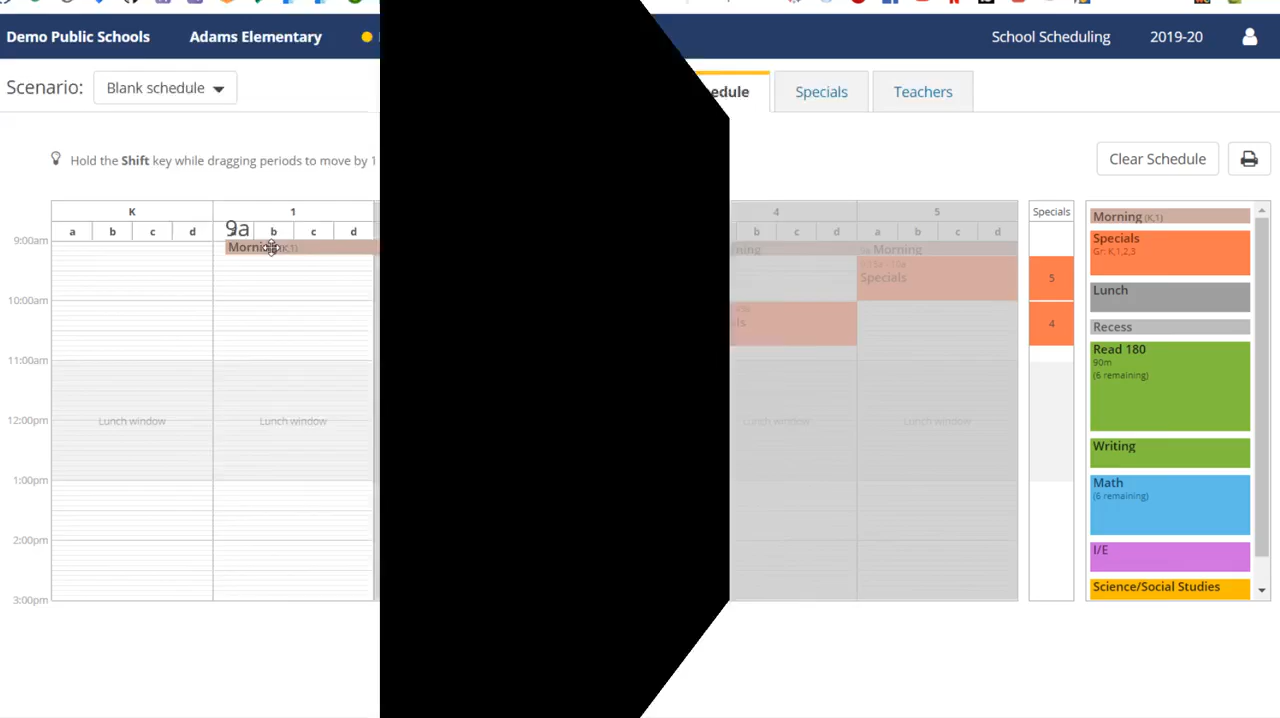 Demo Public Schools Adams Elementary School Scheduling 2019-20
Scenario: Blank schedule edule Specials Teachers
Hold the Shift key while dragging periods to move by 1
Clear Schedule
K 1 4 5 Specials
a b c d a b c d b c d a b c d
9a
9:00am
Morning (K,1)
ning
Morning
Specials
5
10:00am
ls
4
11:00am
12:00pm
Lunch window Lunch window Lunch window Lunch window
1:00pm
2:00pm
3:00pm
Morning (K,1)
Specials
Gr: K,1,2,3
Lunch
Recess
Read 180
90m
(6 remaining)
Writing
Math
(6 remaining)
I/E
Science/Social Studies